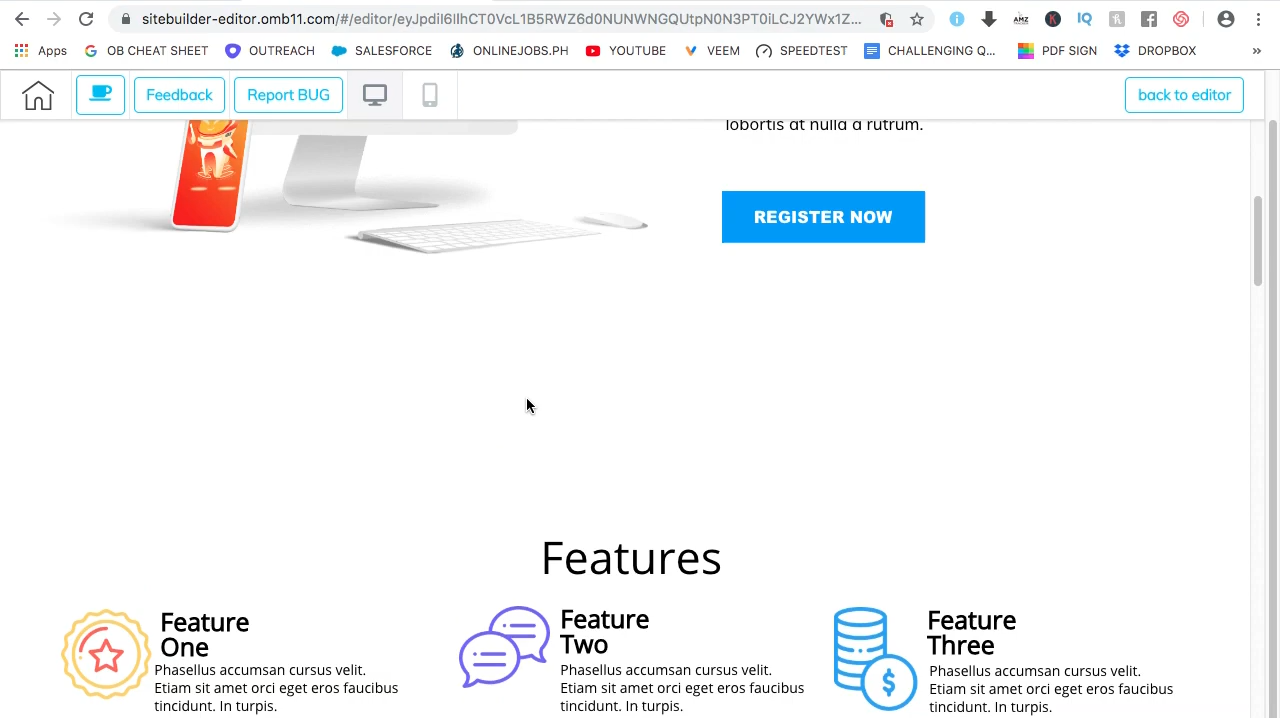 sitebuilder-editor.omb11.com/#/editor/eyJpdil6IlhCT0VcL1B5RWZ6d0NUNWNGQUtpN0N3PT0iLCJ2YWx1Z...
AMZ
IQ
Apps
OB CHEAT SHEET
OUTREACH
SALESFORCE
ONLINEJOBS.PH
YOUTUBE
VEEM
SPEEDTEST
CHALLENGING Q...
PDF SIGN
DROPBOX
»
Feedback
Report BUG
back to editor
lobortis at nulla a rutrum.
REGISTER NOW
Features
Feature
One
Phasellus accumsan cursus velit.
Etiam sit amet orci eget eros faucibus
tincidunt. In turpis.
Feature
Two
Phasellus accumsan cursus velit.
Etiam sit amet orci eget eros faucibus
tincidunt. In turpis.
Feature
Three
Phasellus accumsan cursus velit.
Etiam sit amet orci eget eros faucibus
tincidunt. In turpis.